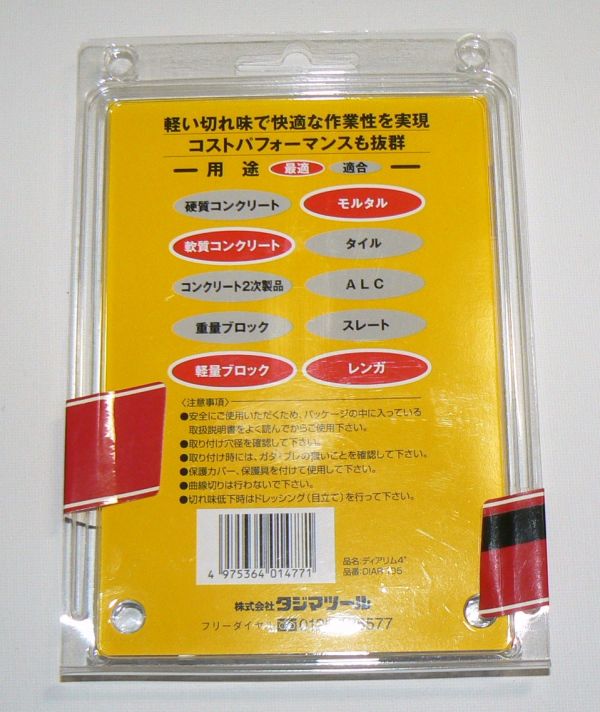 軽い切れ味で快適な作業性を実現
コストパフォーマンスも抜群
用途 最適 適合
硬質コンクリート モルタル
軟質コンクリート タイル
コンクリート2次製品 ALC
重量ブロック スレート
軽量ブロック レンガ
〈注意事項〉
●安全にご使用いただくため、パッケージの中に入っている
取扱説明書をよく読んでからご使用下さい。
●取り付け穴径を確認して下さい。
●取り付け時には、ガタ・ブレの無いことを確認して下さい。
●保護カバー、保護具を付けて使用して下さい。
●曲線切りは行わないで下さい。
●切れ味低下時はドレッシング(目立て)を行って下さい。
4 975364 014771
品名:ディアリム4"
品番:DIAR-105
株式会社 タジマツール
フリーダイヤル